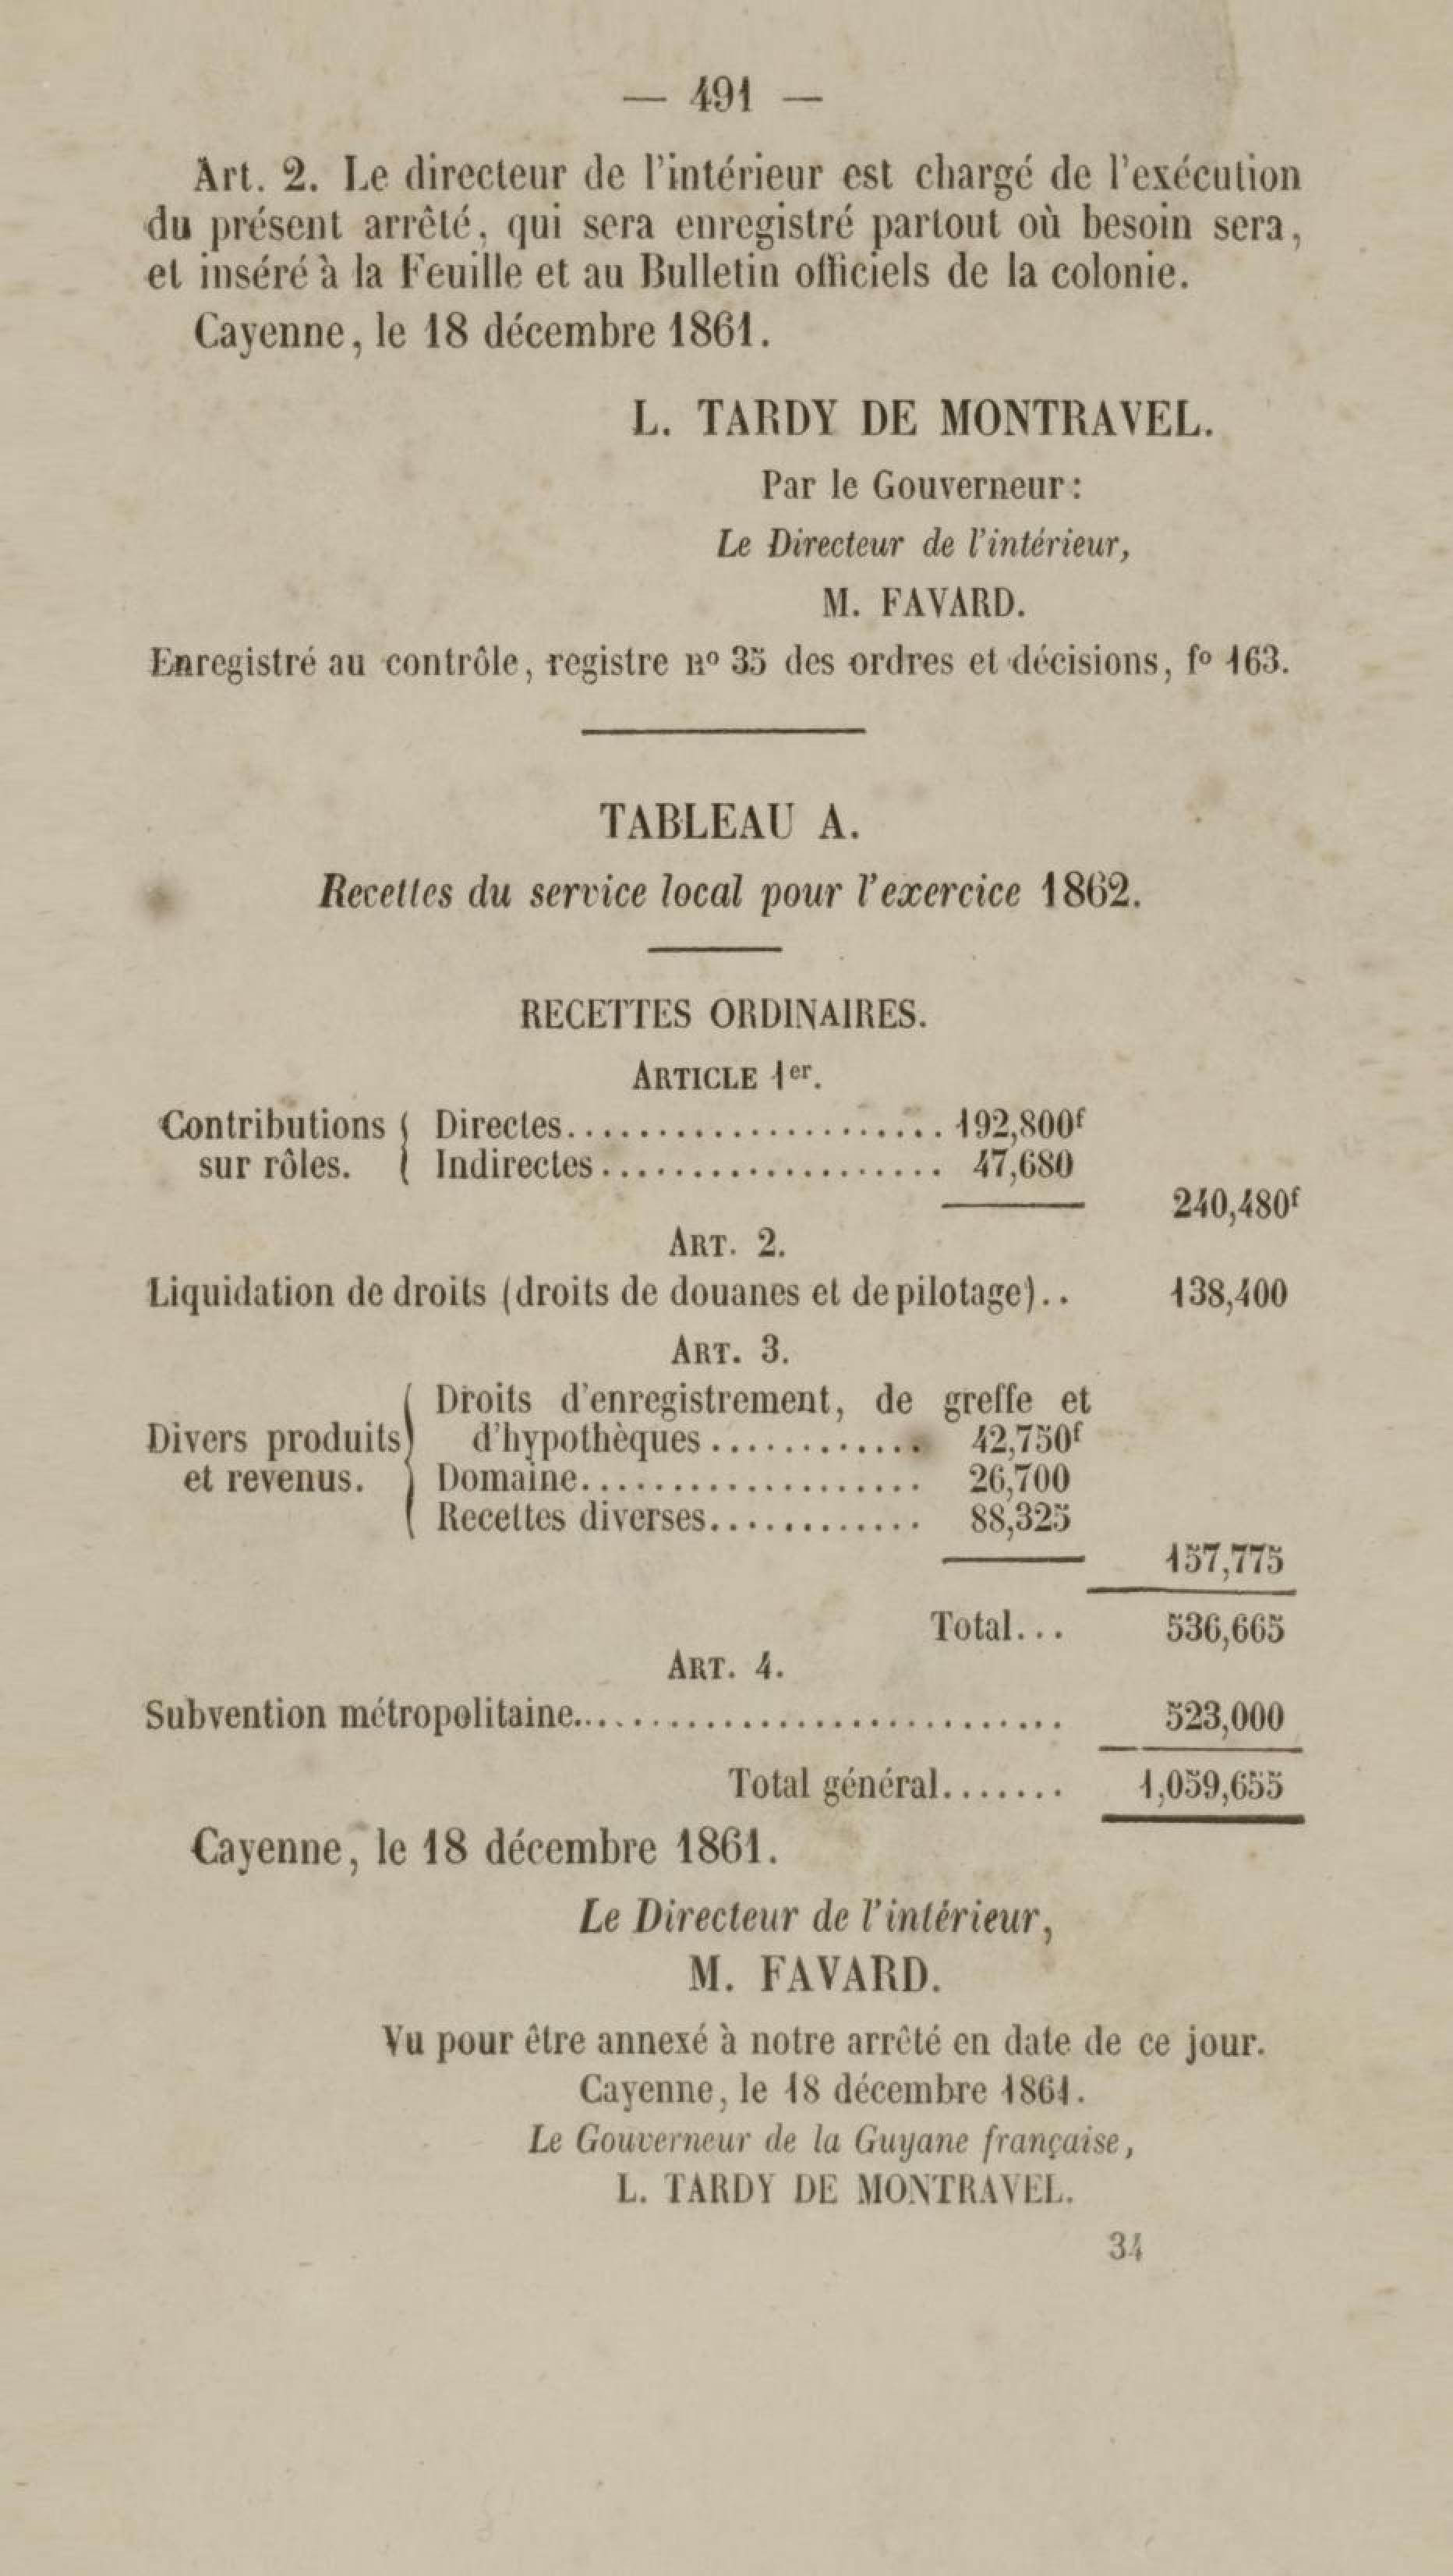 — 491 —
Art. 2. Le directeur de l'intérieur est chargé de l'exécution
du présent arrêté, qui sera enregistré partout où besoin sera,
et inséré à la Feuille et au Bulletin officiels de la colonie.
Cayenne, le 18 décembre 1861.
L. TARDY DE MONTRAVEL.
Par le Gouverneur:
Le Directeur de l'intérieur,
M. FAVARD.
Enregistré au contrôle, registre nº 35 des ordres et décisions, fº 163.
TABLEAU A.
Recettes du service local pour l'exercice 1862.
RECETTES ORDINAIRES.
ARTICLE 1er.
Contributions { Directes...................... 192,800f
sur rôles. { Indirectes................... 47,680
240,480f
ART. 2.
Liquidation de droits (droits de douanes et de pilotage).. 138,400
ART. 3.
Droits d'enregistrement, de greffe et
Divers produits d'hypothèques............ 42,750f
et revenus. Domaine................... 26,700
Recettes diverses............ 88,325
157,775
Total... 536,665
ART. 4.
Subvention métropolitaine............................ 523,000
Total général....... 1,059,655
Cayenne, le 18 décembre 1861.
Le Directeur de l'intérieur,
M. FAVARD.
Vu pour être annexé à notre arrêté en date de ce jour.
Cayenne, le 18 décembre 1861.
Le Gouverneur de la Guyane française,
L. TARDY DE MONTRAVEL.
34